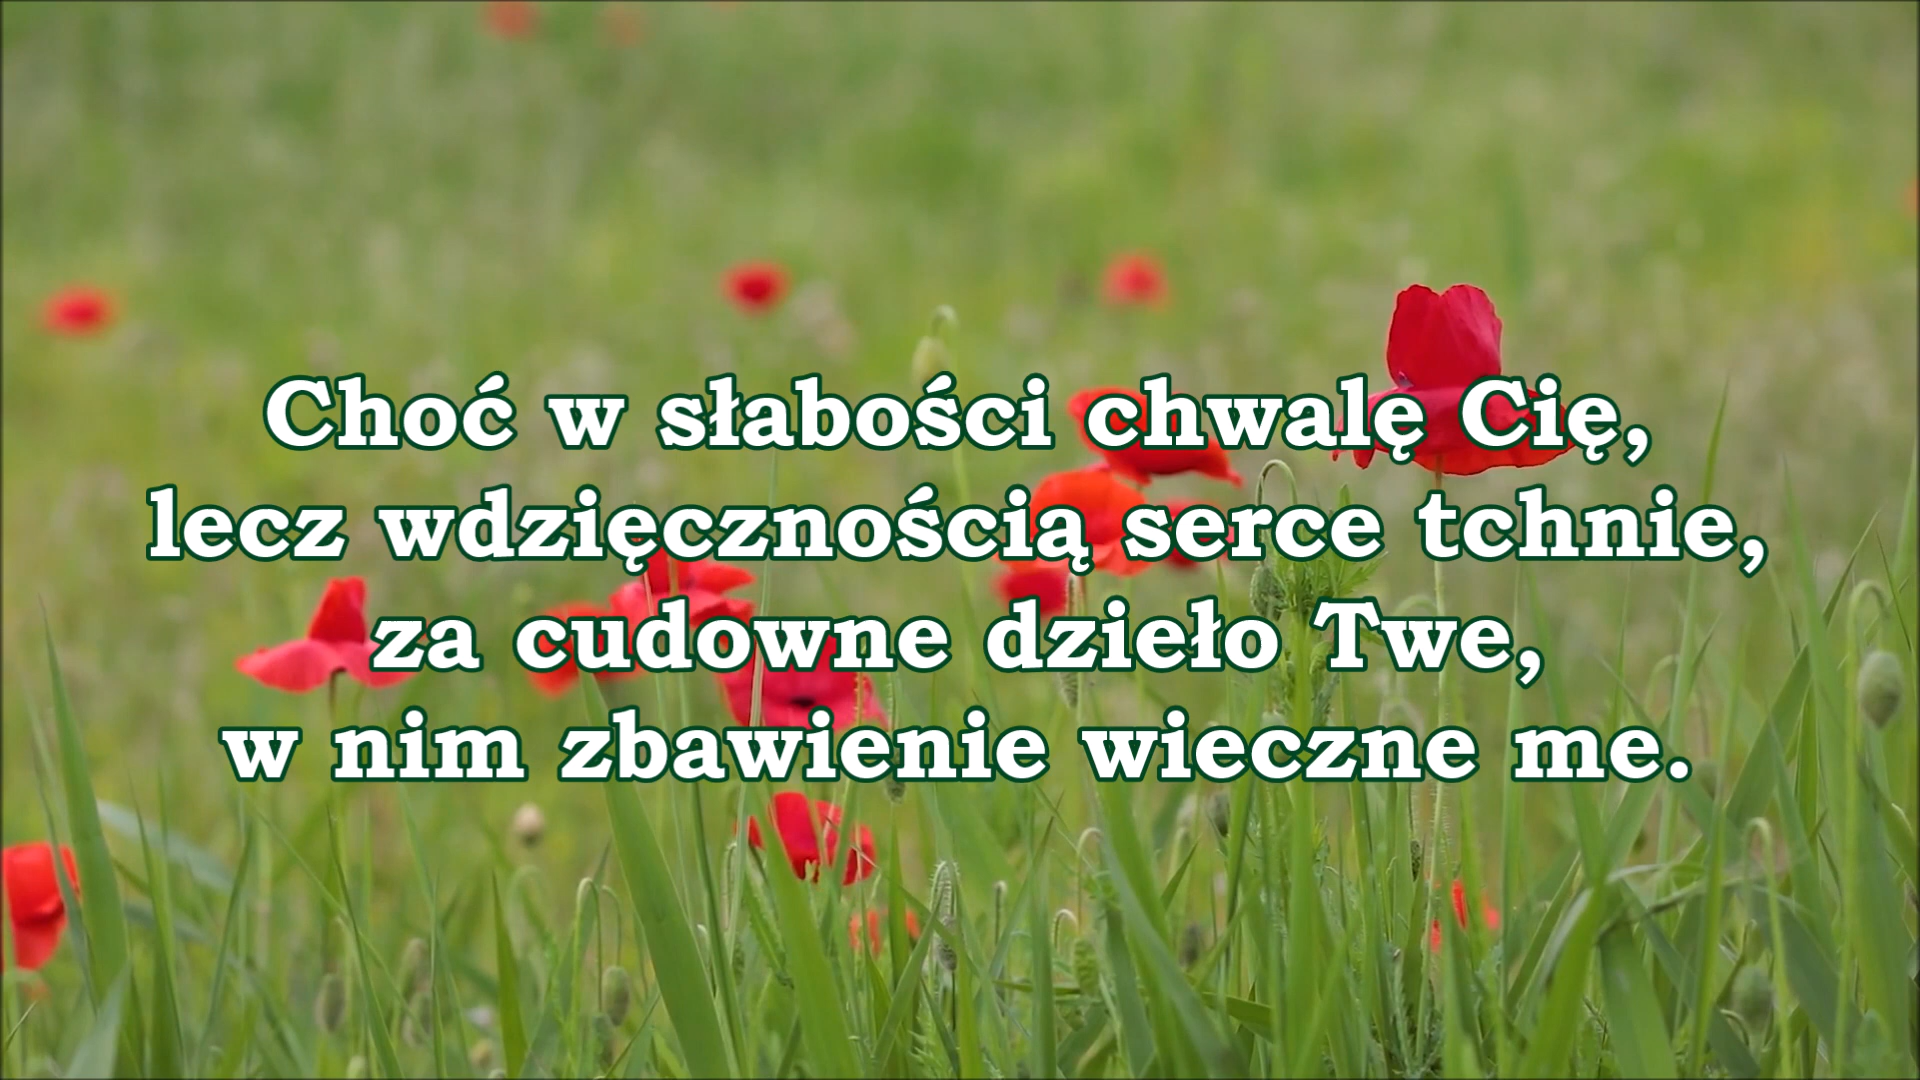 Choć w słabości chwalę Cię,
lecz wdzięcznością serce tchnie,
za cudowne dzieło Twe,
w nim zbawienie wieczne me.